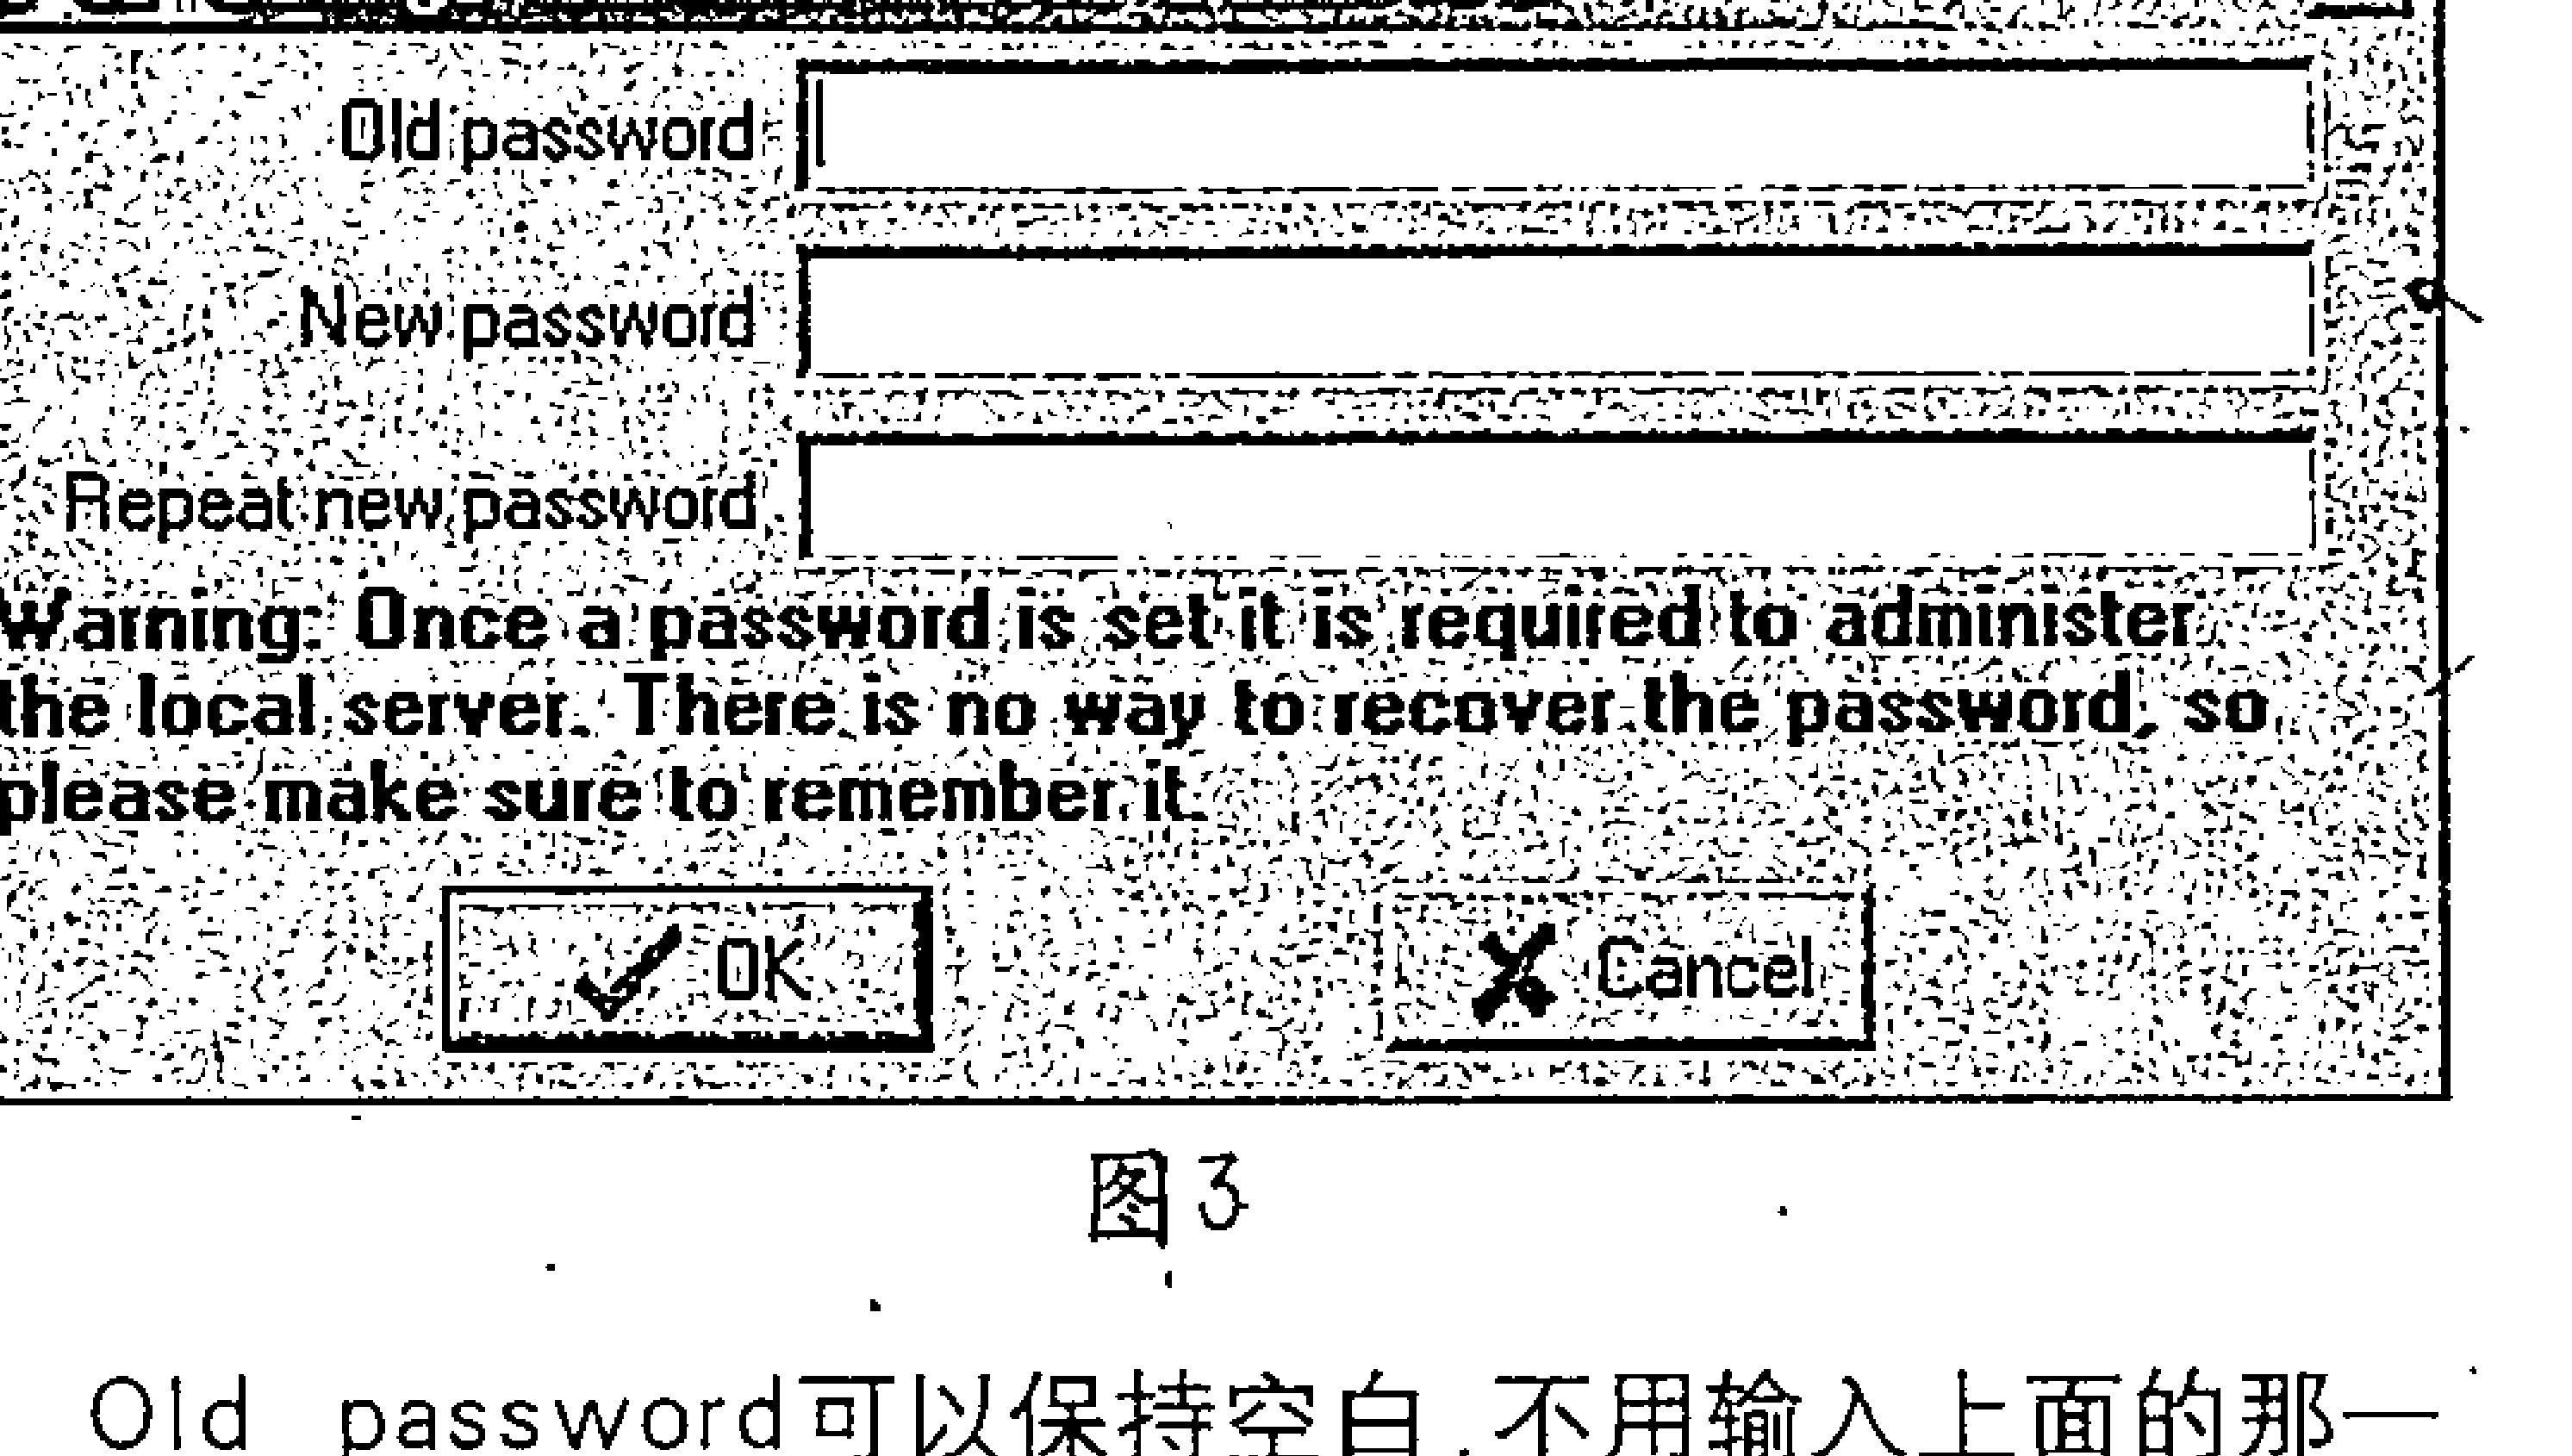 Old password
New password
Repeat new password
Warning: Once a password is set it is required to administer
the local server. There is no way to recover the password, so
please make sure to remember it.
OK Cancel
图3
Old password可以保持空白,不用输入上面的那一